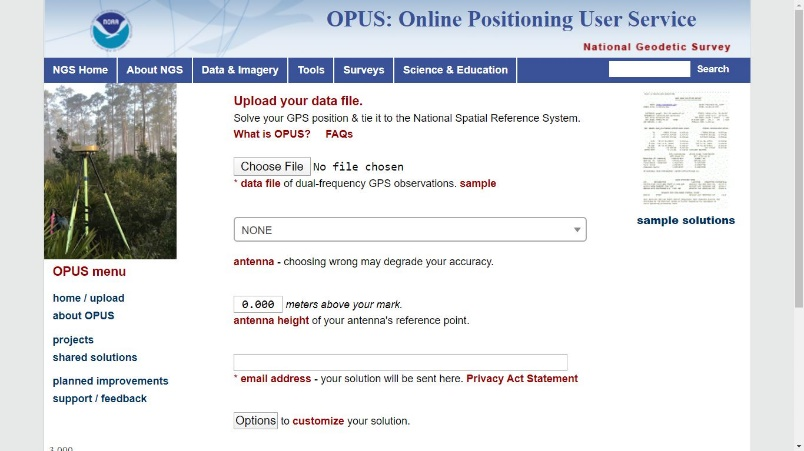 NOAA
OPUS: Online Positioning User Service
National Geodetic Survey
NGS Home
About NGS
Data & Imagery
Tools
Surveys
Science & Education
Search
Upload your data file.
Solve your GPS position & tie it to the National Spatial Reference System.
What is OPUS? FAQs
Choose File No file chosen
* data file of dual-frequency GPS observations. sample
NONE
antenna - choosing wrong may degrade your accuracy.
0.000 meters above your mark.
antenna height of your antenna's reference point.
* email address - your solution will be sent here. Privacy Act Statement
Options to customize your solution.
sample solutions
OPUS menu
home / upload
about OPUS
projects
shared solutions
planned improvements
support / feedback
3,000